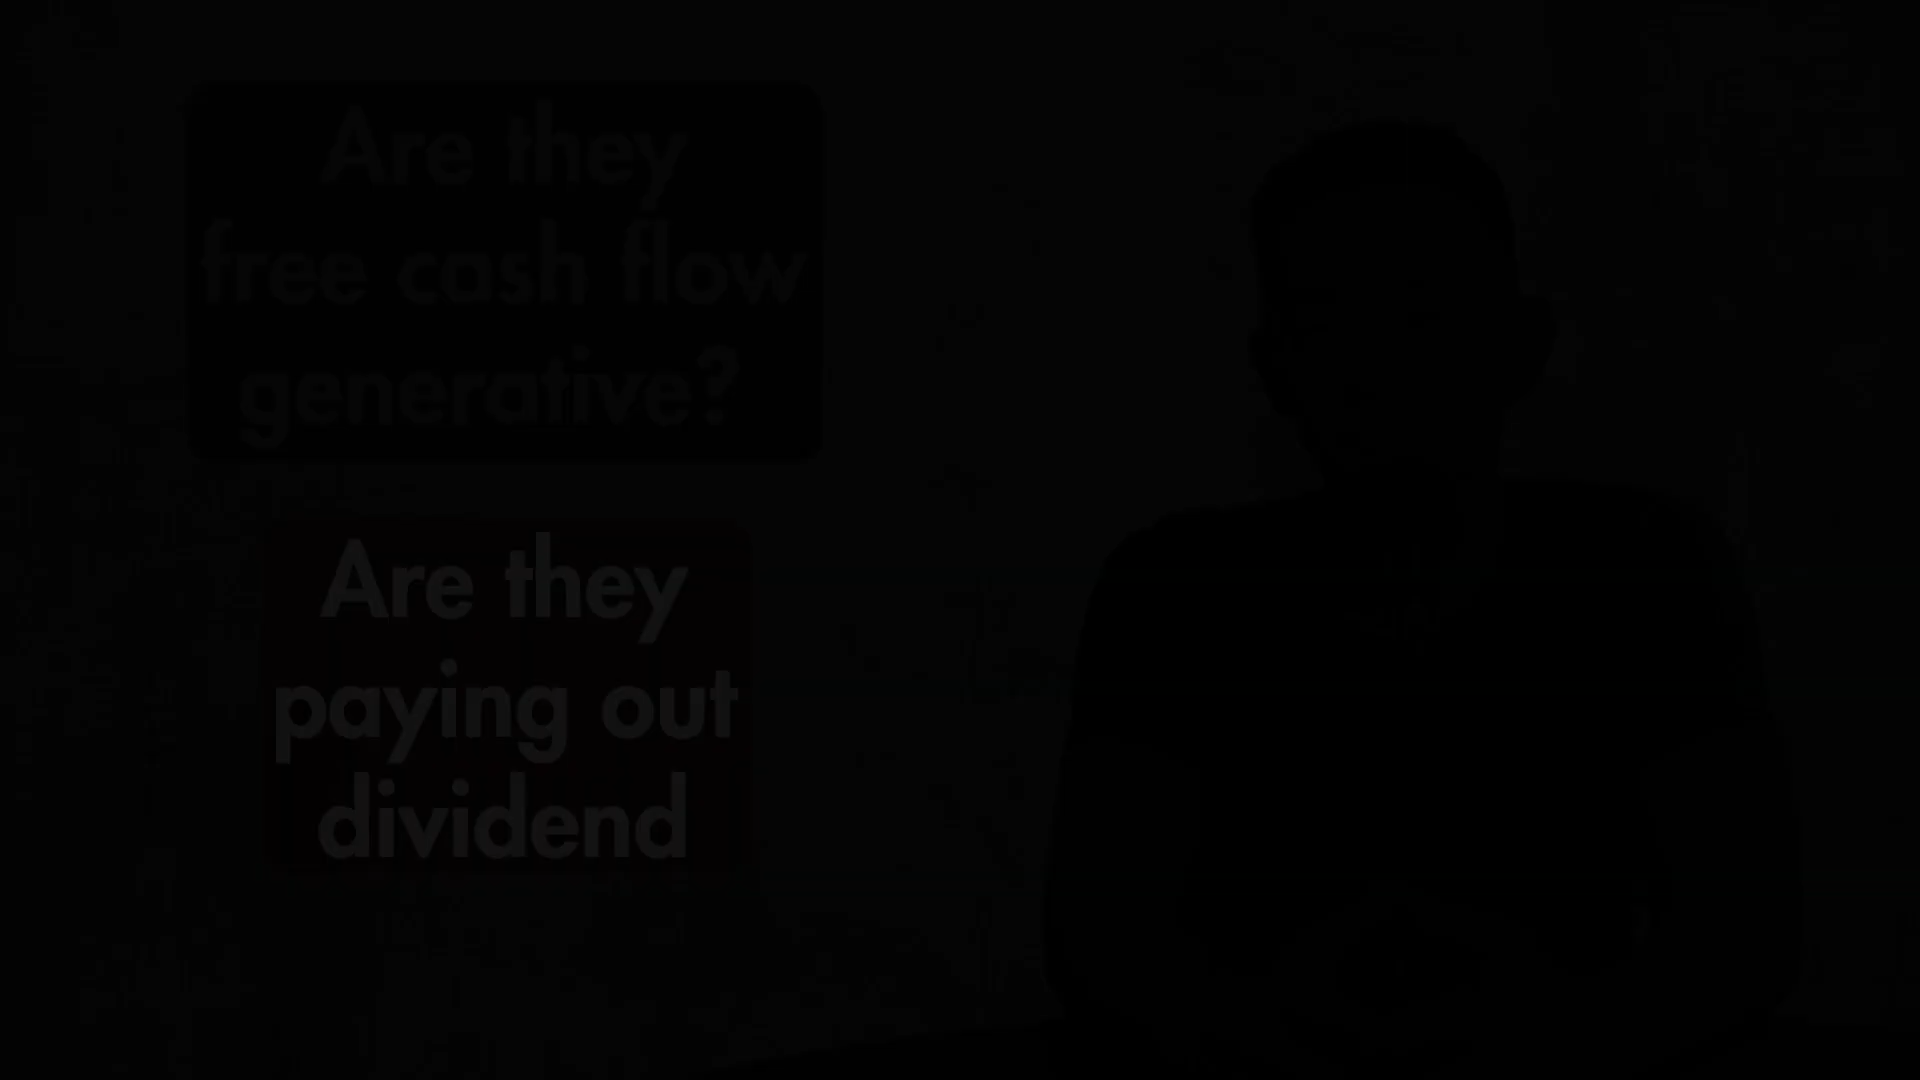 Are they
free cash flow
generative?
Are they
paying out
dividend